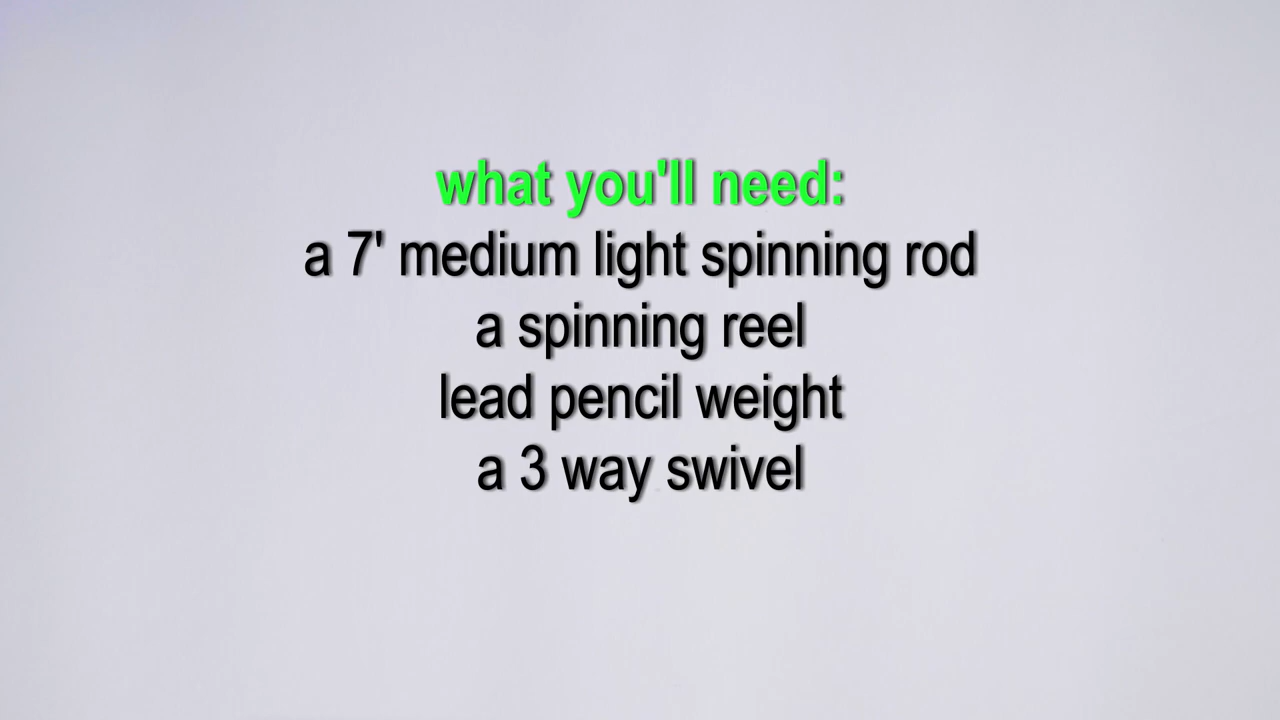 what you'll need:
a 7' medium light spinning rod
a spinning reel
lead pencil weight
a 3 way swivel